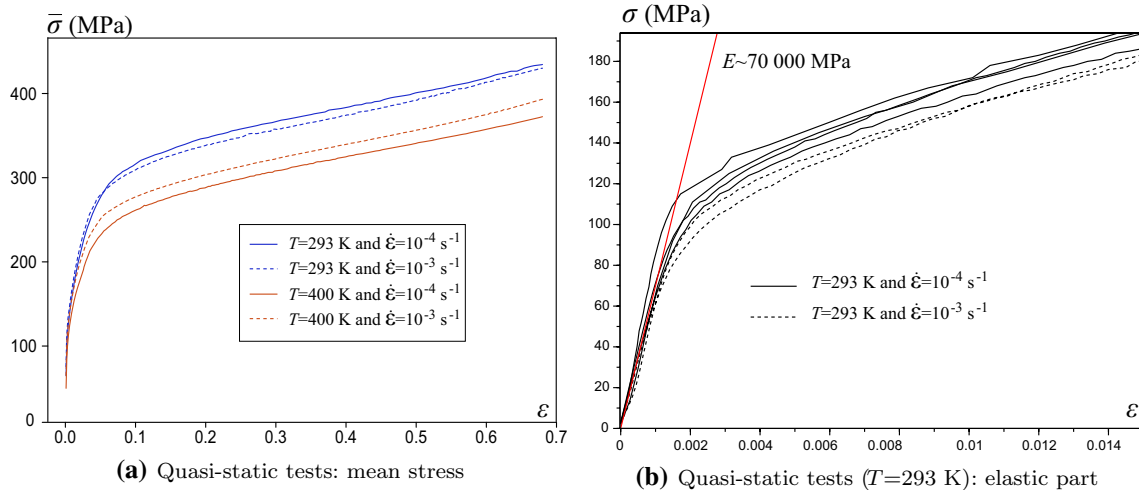 σ̅ (MPa)
400
300
200
100
0
0.0 0.1 0.2 0.3 0.4 0.5 0.6 0.7
ε
T=293 K and ε̇=10⁻⁴ s⁻¹
T=293 K and ε̇=10⁻³ s⁻¹
T=400 K and ε̇=10⁻⁴ s⁻¹
T=400 K and ε̇=10⁻³ s⁻¹
(a) Quasi-static tests: mean stress
σ (MPa)
180
160
140
120
100
80
60
40
20
0
0 0.002 0.004 0.006 0.008 0.01 0.012 0.014
ε
E~70 000 MPa
T=293 K and ε̇=10⁻⁴ s⁻¹
T=293 K and ε̇=10⁻³ s⁻¹
(b) Quasi-static tests (T=293 K): elastic part